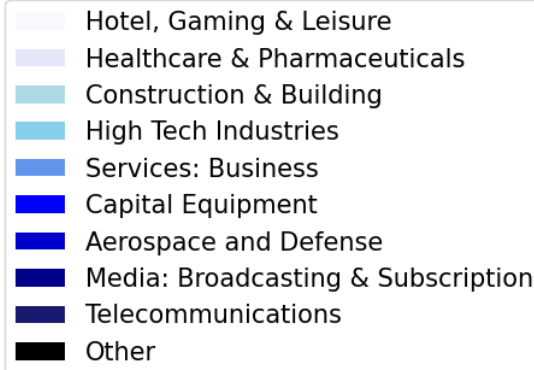 Hotel, Gaming & Leisure
Healthcare & Pharmaceuticals
Construction & Building
High Tech Industries
Services: Business
Capital Equipment
Aerospace and Defense
Media: Broadcasting & Subscription
Telecommunications
Other